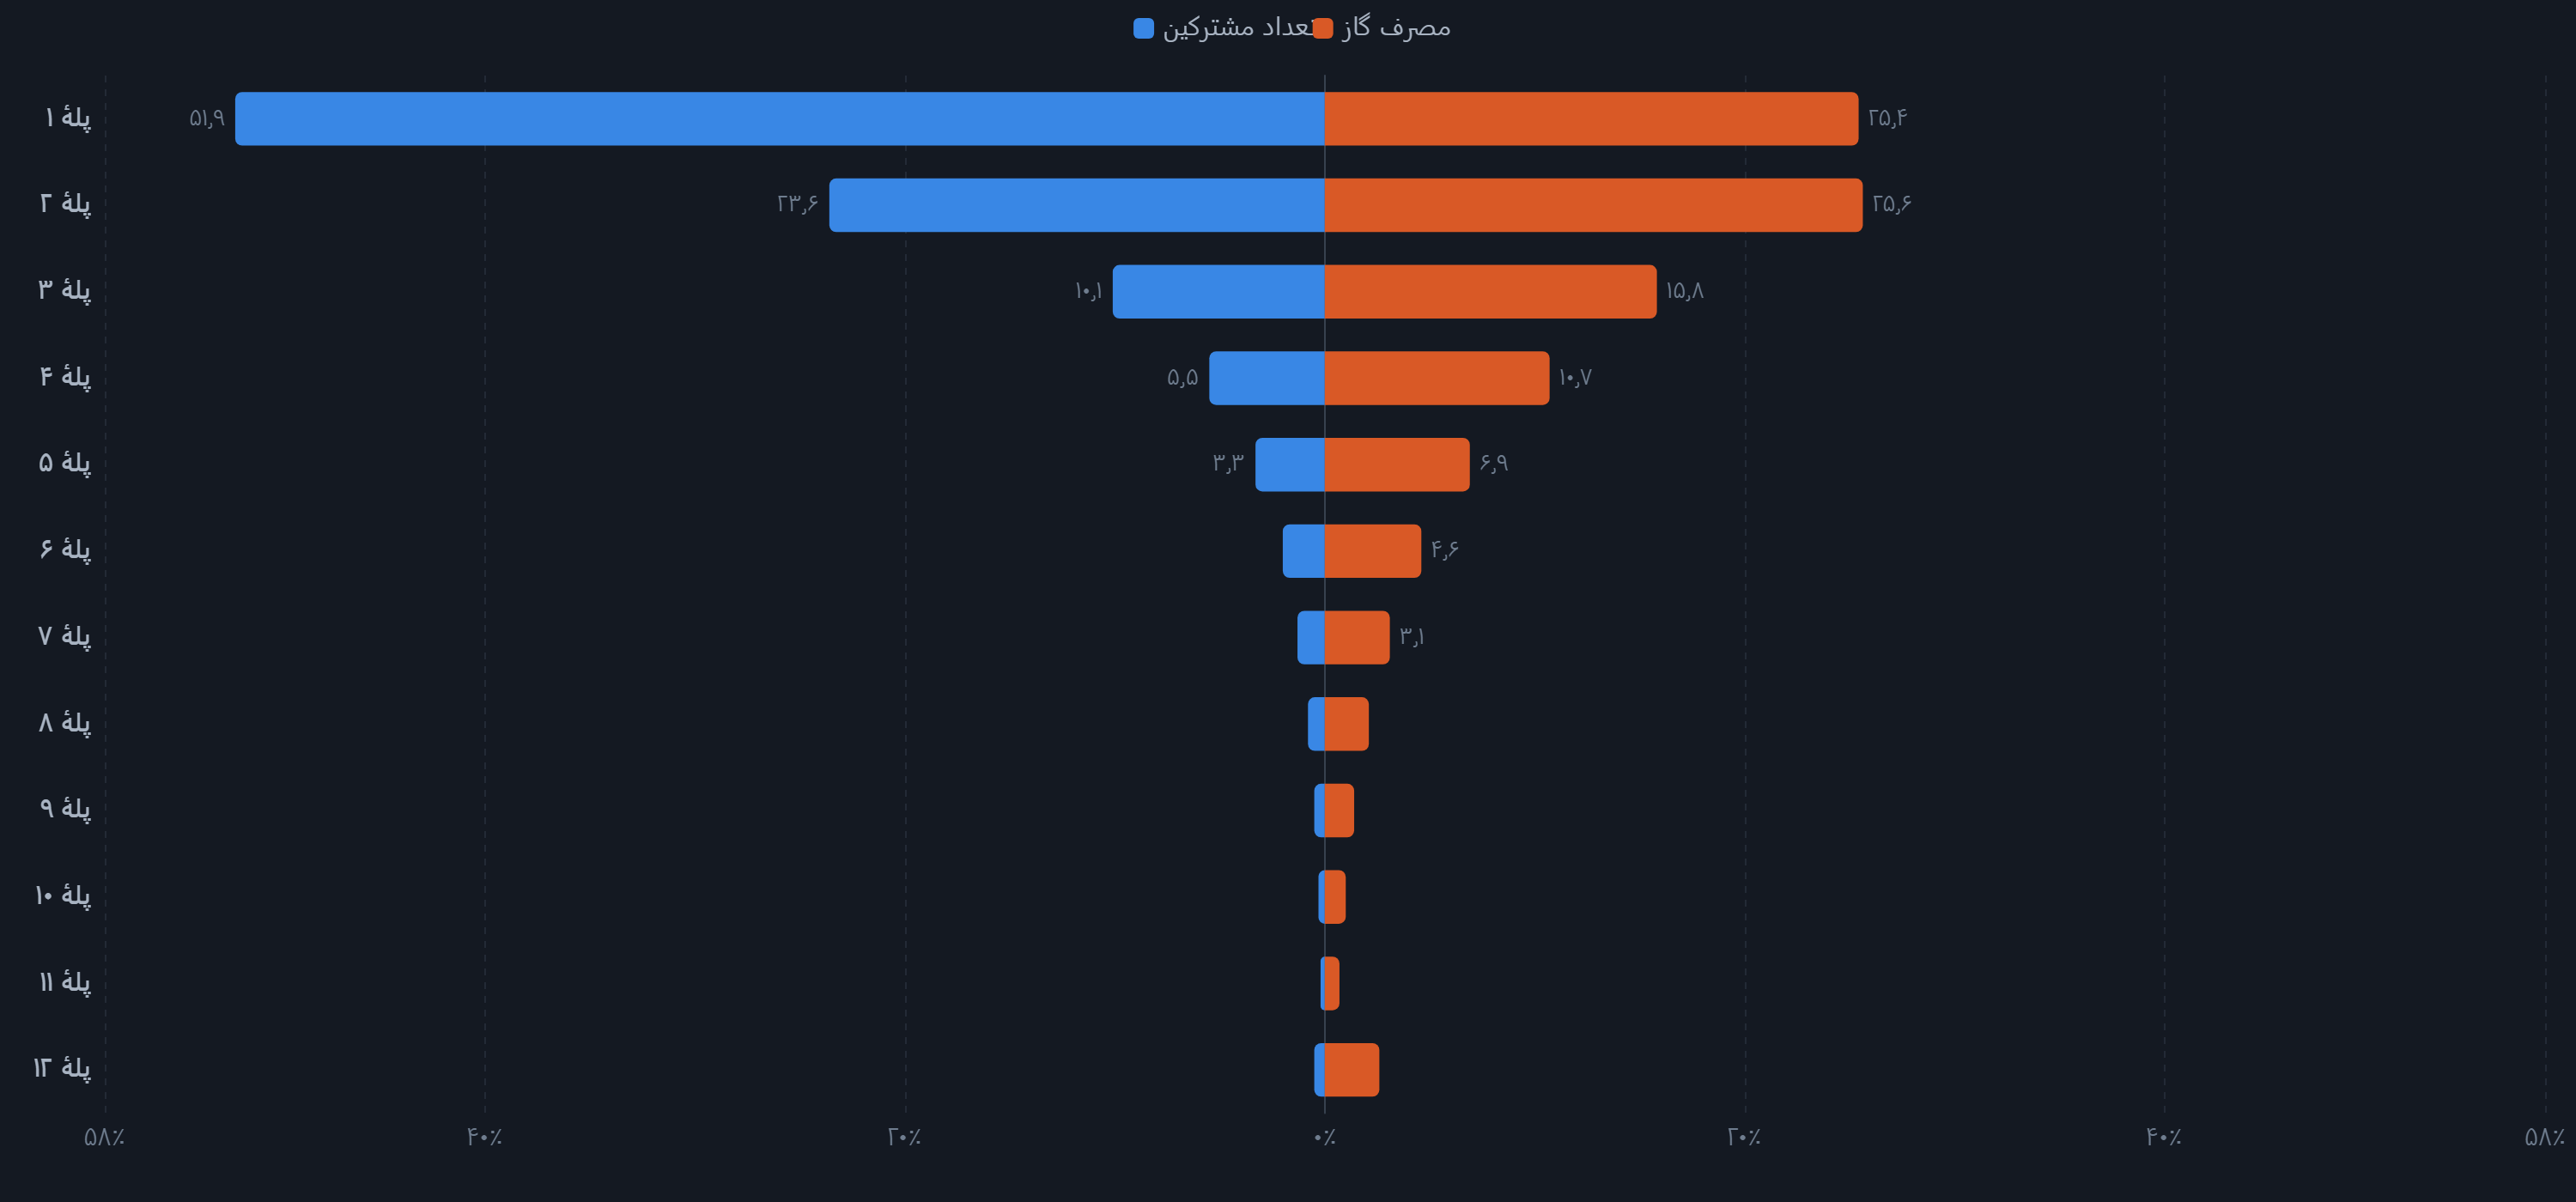 تعداد مشترکین مصرف گاز
پلهٔ ۱ ۵۱٫۹ ۲۵٫۴
پلهٔ ۲ ۲۳٫۶ ۲۵٫۶
پلهٔ ۳ ۱۰٫۱ ۱۵٫۸
پلهٔ ۴ ۵٫۵ ۱۰٫۷
پلهٔ ۵ ۳٫۳ ۶٫۹
پلهٔ ۶ ۴٫۶
پلهٔ ۷ ۳٫۱
پلهٔ ۸
پلهٔ ۹
پلهٔ ۱۰
پلهٔ ۱۱
پلهٔ ۱۲
۵۸٪ ۴۰٪ ۲۰٪ ۰٪ ۲۰٪ ۴۰٪ ۵۸٪